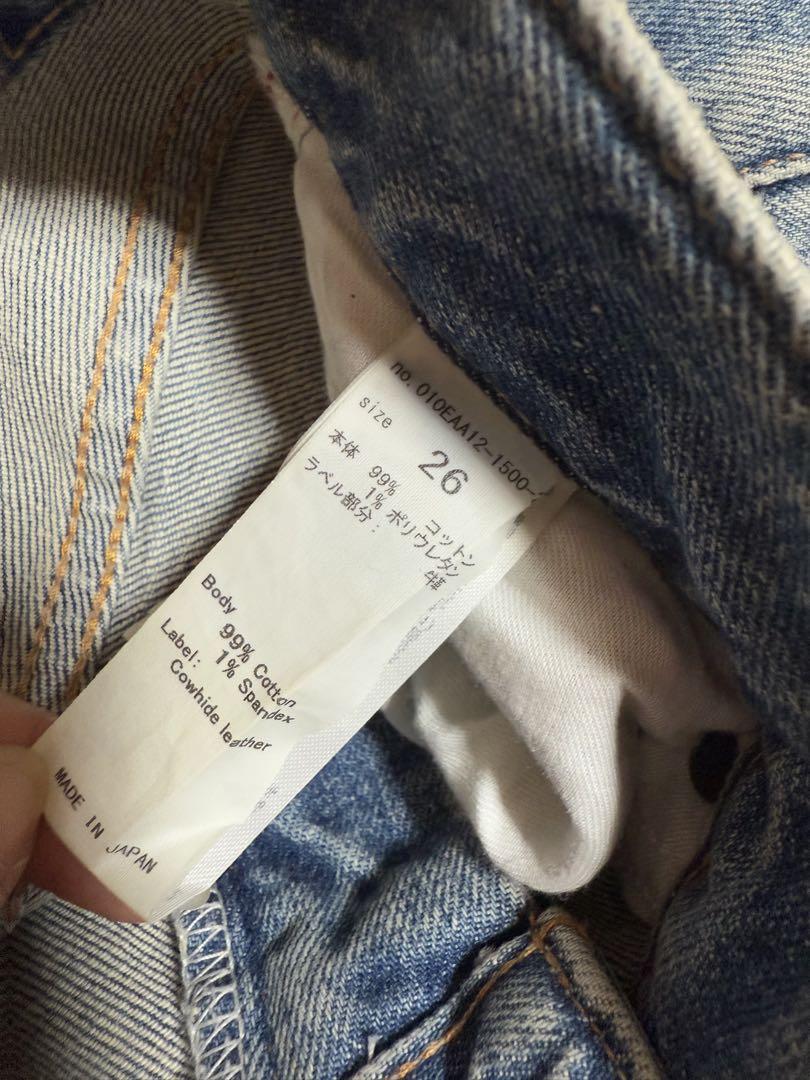 no. 010EAA12-1500-
size 26
本体 99% コットン
1% ポリウレタン
ラベル部分: 牛革
Body 99% Cotton
1% Spandex
Label: Cowhide leather
MADE IN JAPAN